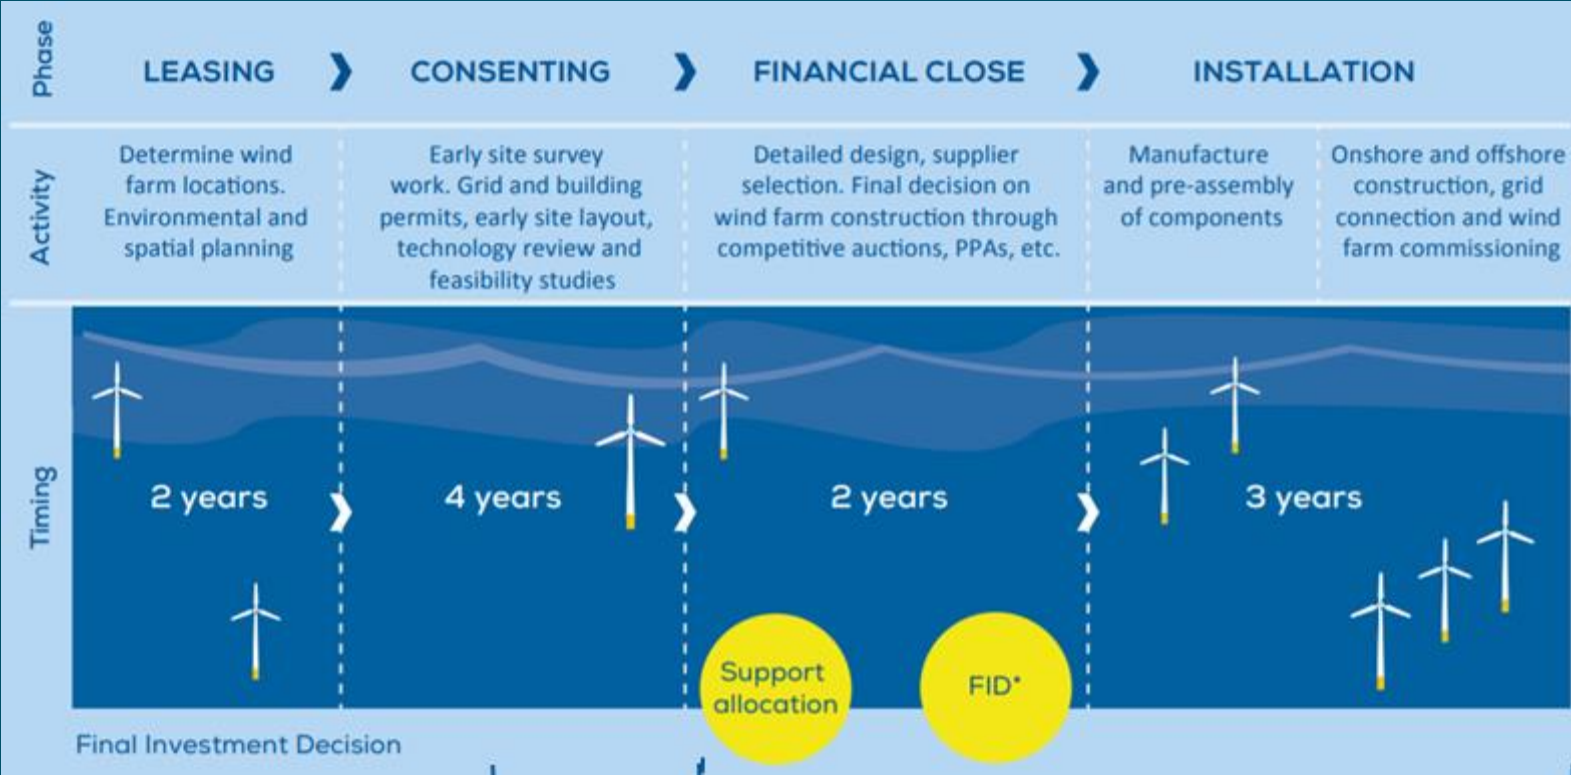 Phase
LEASING
CONSENTING
FINANCIAL CLOSE
INSTALLATION
Activity
Determine wind
farm locations.
Environmental and
spatial planning
Early site survey
work. Grid and building
permits, early site layout,
technology review and
feasibility studies
Detailed design, supplier
selection. Final decision on
wind farm construction through
competitive auctions, PPAs, etc.
Manufacture
and pre-assembly
of components
Onshore and offshore
construction, grid
connection and wind
farm commissioning
Timing
2 years
4 years
2 years
3 years
Support
allocation
FID*
Final Investment Decision